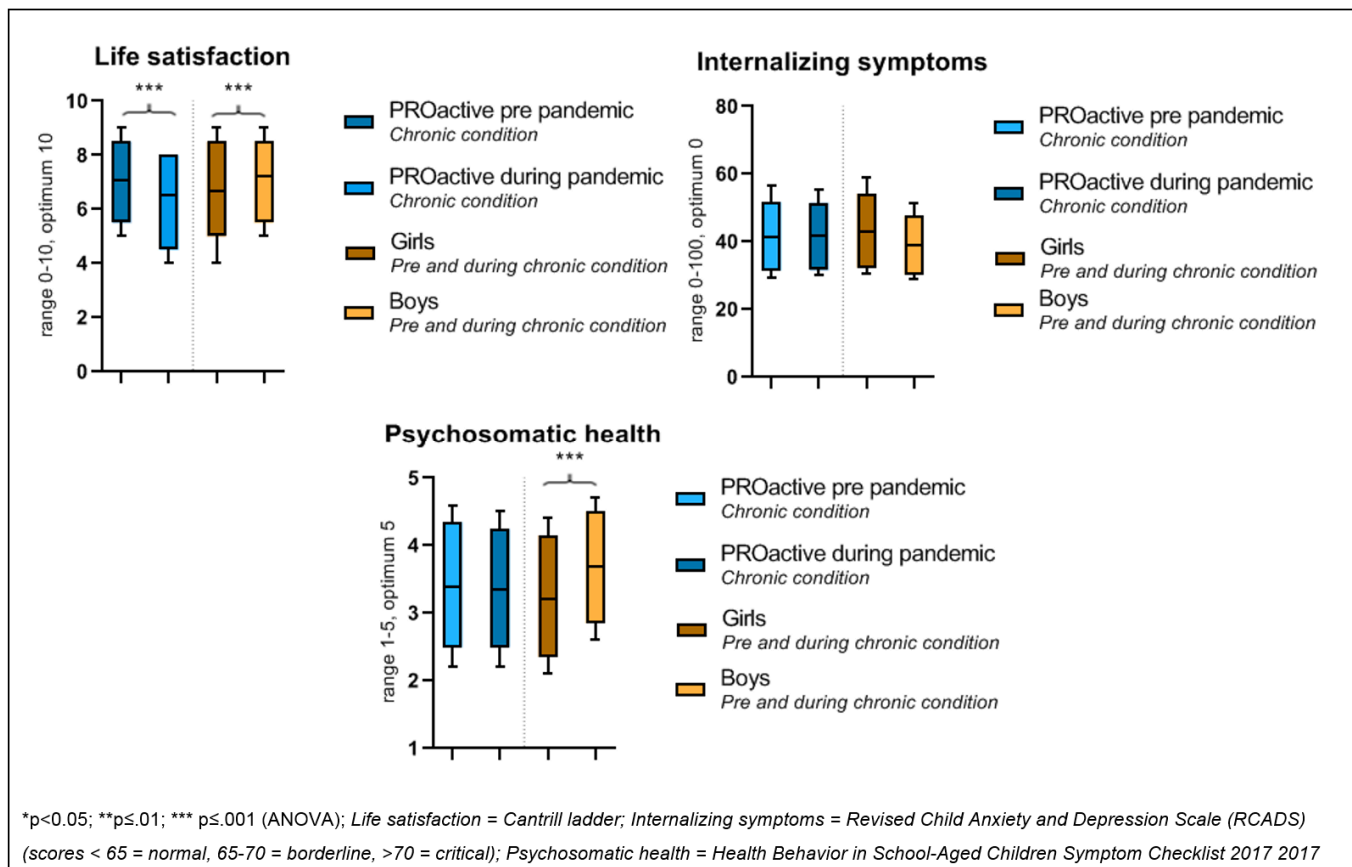 Life satisfaction
***
***
range 0-10, optimum 10
10
8
6
4
2
0
PROactive pre pandemic
Chronic condition
PROactive during pandemic
Chronic condition
Girls
Pre and during chronic condition
Boys
Pre and during chronic condition
Internalizing symptoms
range 0-100, optimum 0
80
60
40
20
0
PROactive pre pandemic
Chronic condition
PROactive during pandemic
Chronic condition
Girls
Pre and during chronic condition
Boys
Pre and during chronic condition
Psychosomatic health
***
range 1-5, optimum 5
5
4
3
2
1
PROactive pre pandemic
Chronic condition
PROactive during pandemic
Chronic condition
Girls
Pre and during chronic condition
Boys
Pre and during chronic condition
*p<0.05; **p≤.01; *** p≤.001 (ANOVA); Life satisfaction = Cantrill ladder; Internalizing symptoms = Revised Child Anxiety and Depression Scale (RCADS)
(scores < 65 = normal, 65-70 = borderline, >70 = critical); Psychosomatic health = Health Behavior in School-Aged Children Symptom Checklist 2017 2017